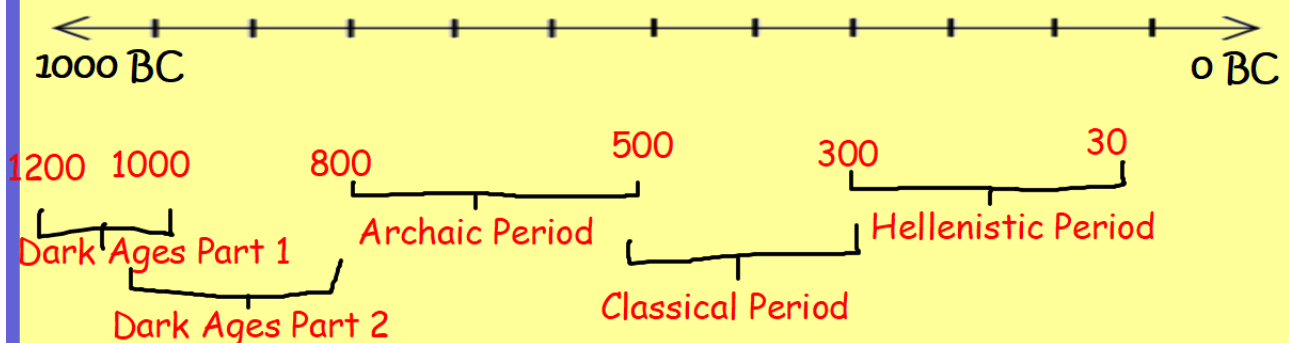 1000 BC 0 BC
1200 1000 800 500 300 30
Dark Ages Part 1 Archaic Period Hellenistic Period
Dark Ages Part 2 Classical Period